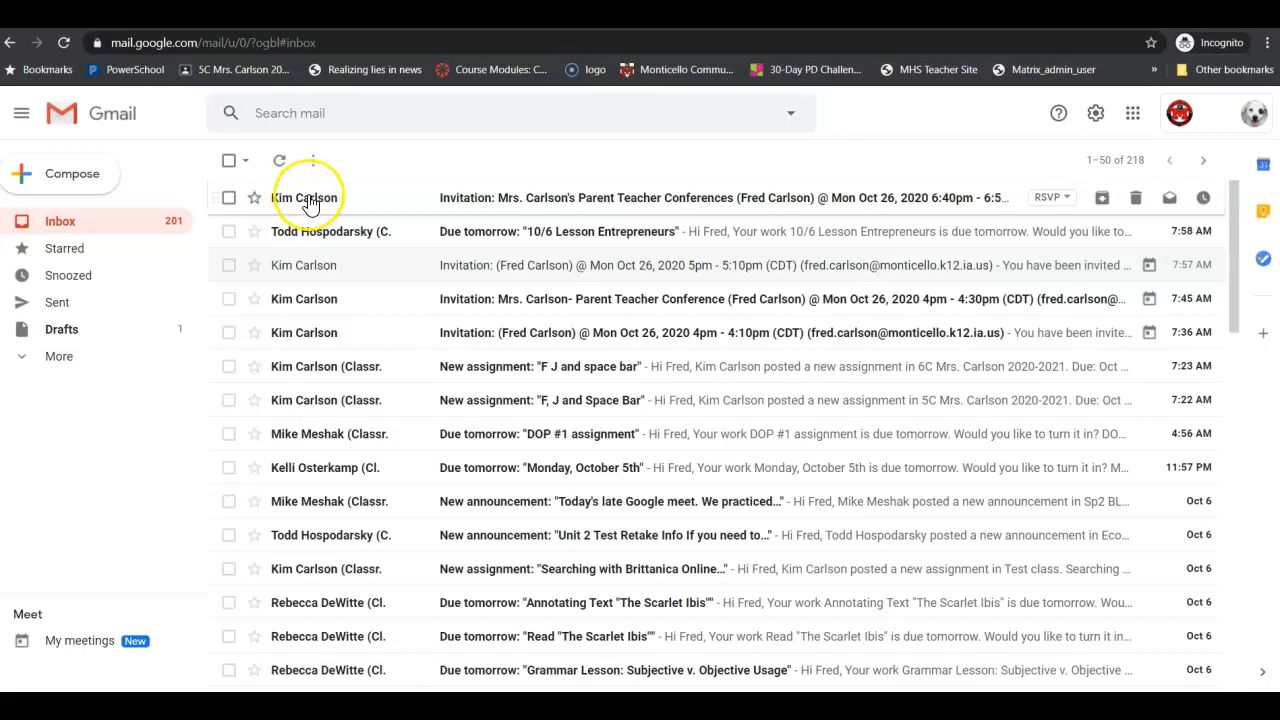 mail.google.com/mail/u/0/?ogbl#inbox Incognito
Bookmarks PowerSchool 5C Mrs. Carlson 20... Realizing lies in news Course Modules: C... logo Monticello Commu... 30-Day PD Challen... MHS Teacher Site Matrix_admin_user » Other bookmarks
Gmail Search mail
Compose 1–50 of 218
Kim Carlson Invitation: Mrs. Carlson's Parent Teacher Conferences (Fred Carlson) @ Mon Oct 26, 2020 6:40pm - 6:5... RSVP
Inbox 201
Todd Hospodarsky (C. Due tomorrow: "10/6 Lesson Entrepreneurs" - Hi Fred, Your work 10/6 Lesson Entrepreneurs is due tomorrow. Would you like to... 7:58 AM
Starred
Kim Carlson Invitation: (Fred Carlson) @ Mon Oct 26, 2020 5pm - 5:10pm (CDT) (fred.carlson@monticello.k12.ia.us) - You have been invited ... 7:57 AM
Snoozed
Kim Carlson Invitation: Mrs. Carlson- Parent Teacher Conference (Fred Carlson) @ Mon Oct 26, 2020 4pm - 4:30pm (CDT) (fred.carlson@... 7:45 AM
Sent
Kim Carlson Invitation: (Fred Carlson) @ Mon Oct 26, 2020 4pm - 4:10pm (CDT) (fred.carlson@monticello.k12.ia.us) - You have been invite... 7:36 AM
Drafts 1
More
Kim Carlson (Classr. New assignment: "F J and space bar" - Hi Fred, Kim Carlson posted a new assignment in 6C Mrs. Carlson 2020-2021. Due: Oct ... 7:23 AM
Kim Carlson (Classr. New assignment: "F, J and Space Bar" - Hi Fred, Kim Carlson posted a new assignment in 5C Mrs. Carlson 2020-2021. Due: Oct ... 7:22 AM
Mike Meshak (Classr. Due tomorrow: "DOP #1 assignment" - Hi Fred, Your work DOP #1 assignment is due tomorrow. Would you like to turn it in? DO... 4:56 AM
Kelli Osterkamp (Cl. Due tomorrow: "Monday, October 5th" - Hi Fred, Your work Monday, October 5th is due tomorrow. Would you like to turn it in? M... 11:57 PM
Mike Meshak (Classr. New announcement: "Today's late Google meet. We practiced..." - Hi Fred, Mike Meshak posted a new announcement in Sp2 BL... Oct 6
Todd Hospodarsky (C. New announcement: "Unit 2 Test Retake Info If you need to..." - Hi Fred, Todd Hospodarsky posted a new announcement in Eco... Oct 6
Kim Carlson (Classr. New assignment: "Searching with Brittanica Online..." - Hi Fred, Kim Carlson posted a new assignment in Test class. Searching ... Oct 6
Rebecca DeWitte (Cl. Due tomorrow: "Annotating Text "The Scarlet Ibis"" - Hi Fred, Your work Annotating Text "The Scarlet Ibis" is due tomorrow. Wou... Oct 6
Meet
Rebecca DeWitte (Cl. Due tomorrow: "Read "The Scarlet Ibis"" - Hi Fred, Your work Read "The Scarlet Ibis" is due tomorrow. Would you like to turn it in... Oct 6
My meetings New
Rebecca DeWitte (Cl. Due tomorrow: "Grammar Lesson: Subjective v. Objective Usage" - Hi Fred, Your work Grammar Lesson: Subjective v. Objective ... Oct 6